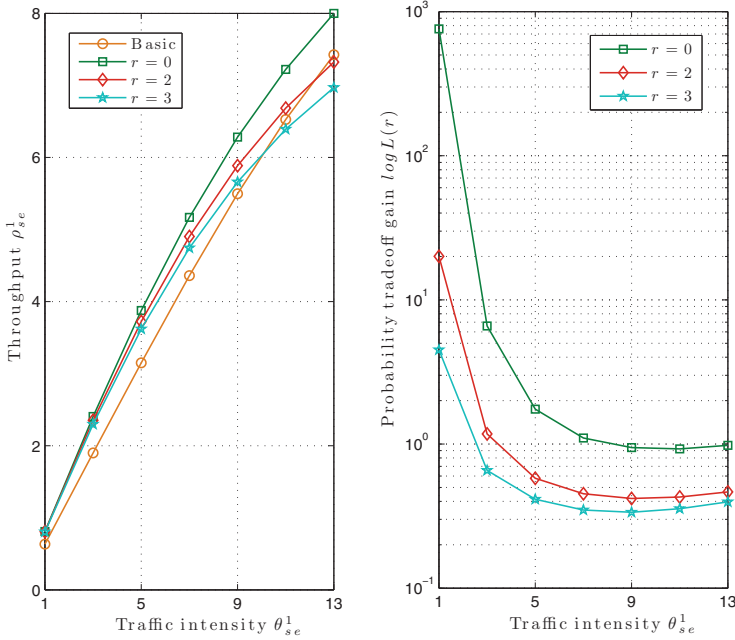 8
6
4
2
0
1
5
9
13
Throughput ρ¹ₛₑ
Traffic intensity θ¹ₛₑ
Basic
r = 0
r = 2
r = 3
10³
10²
10¹
10⁰
10⁻¹
1
5
9
13
Probability tradeoff gain logL(r)
Traffic intensity θ¹ₛₑ
r = 0
r = 2
r = 3